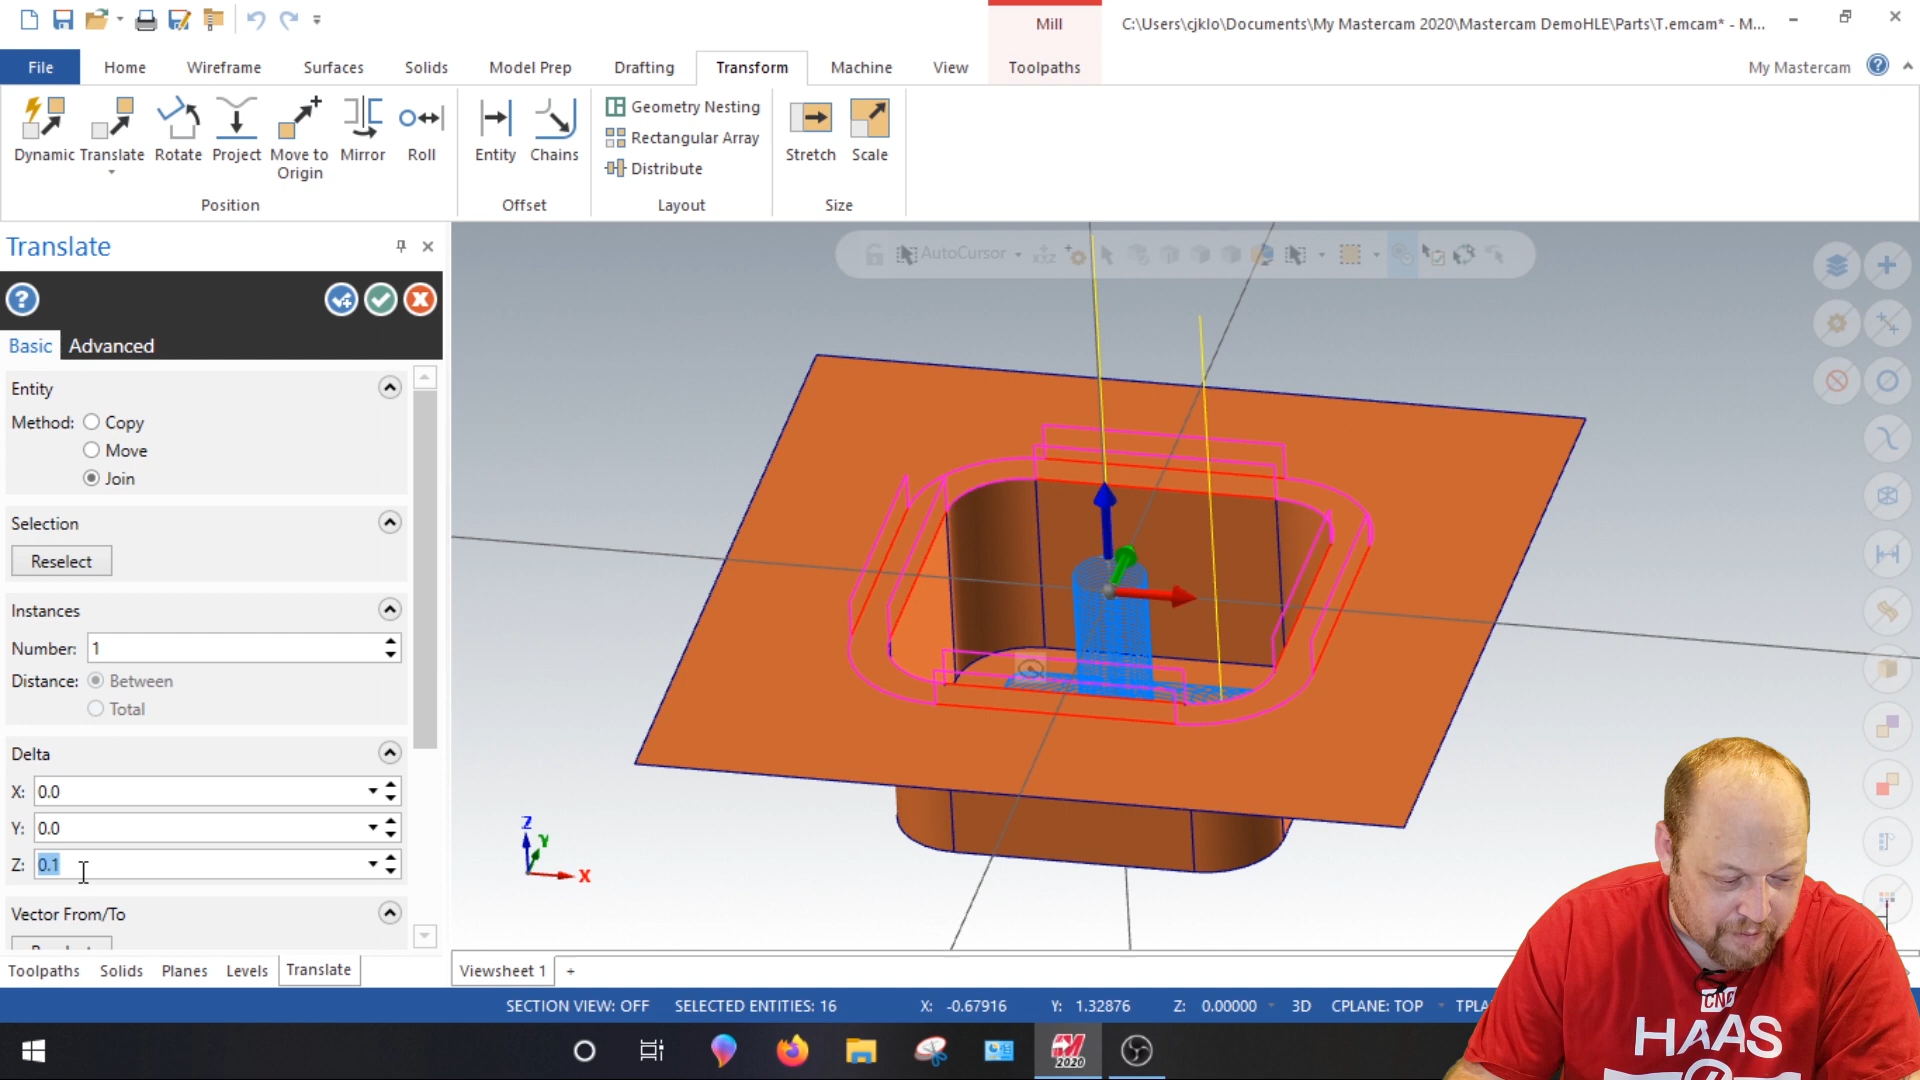 Mill
C:\Users\cjklo\Documents\My Mastercam 2020\Mastercam DemoHLE\Parts\T.emcam* - M...
File
Home
Wireframe
Surfaces
Solids
Model Prep
Drafting
Transform
Machine
View
Toolpaths
My Mastercam
Dynamic
Translate
Rotate
Project
Move to
Origin
Mirror
Roll
Position
Entity
Chains
Offset
Geometry Nesting
Rectangular Array
Distribute
Layout
Stretch
Scale
Size
Translate
Basic
Advanced
Entity
Method:
Copy
Move
Join
Selection
Reselect
Instances
Number: 1
Distance:
Between
Total
Delta
X: 0.0
Y: 0.0
Z: 0.1
Vector From/To
AutoCursor
Z
Y
X
Toolpaths
Solids
Planes
Levels
Translate
Viewsheet 1
+
SECTION VIEW: OFF
SELECTED ENTITIES: 16
X: -0.67916
Y: 1.32876
Z: 0.00000
3D
CPLANE: TOP
2020
CNC
HAAS